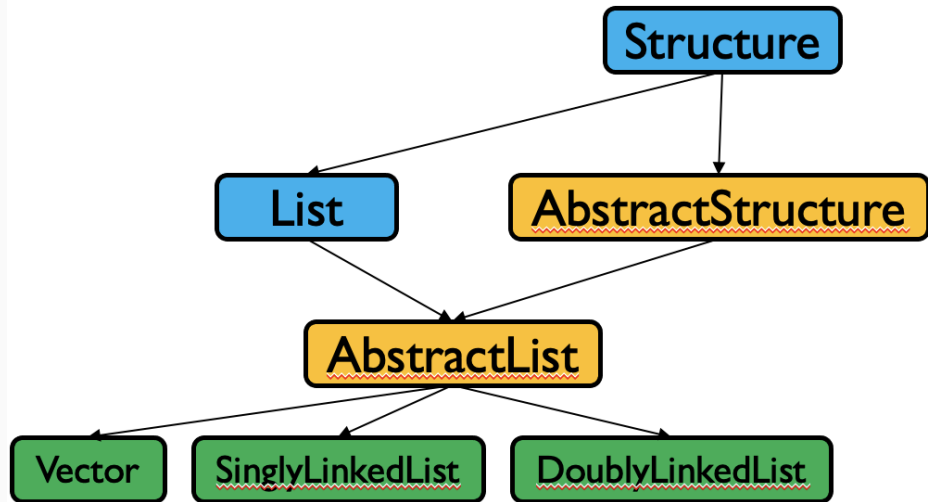 Structure
List
AbstractStructure
AbstractList
Vector
SinglyLinkedList
DoublyLinkedList